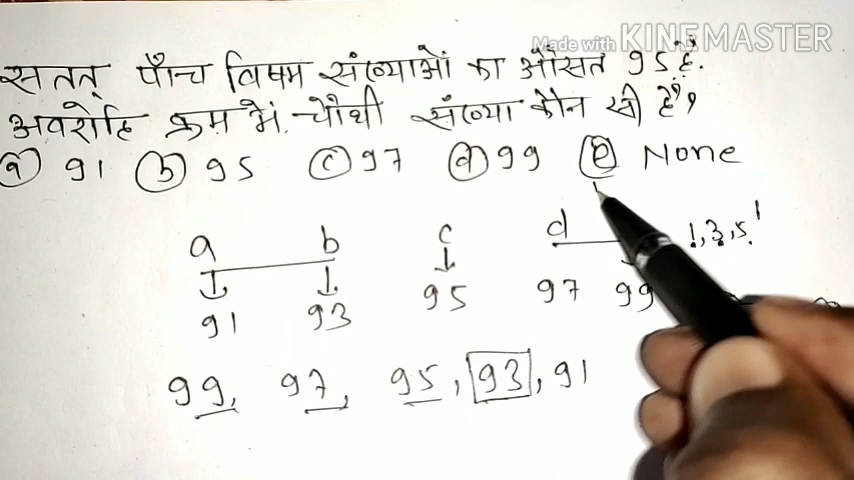 Made with KINEMASTER
सतत् पाँच विषम संख्याओं का औसत 95 है.
अवरोहि क्रम में चौथी संख्या कौन सी है?
(a) 91 (b) 95 (c) 97 (d) 99 (e) None
a b c d 1,3,5
91 93 95 97 99
99, 97, 95, 93, 91